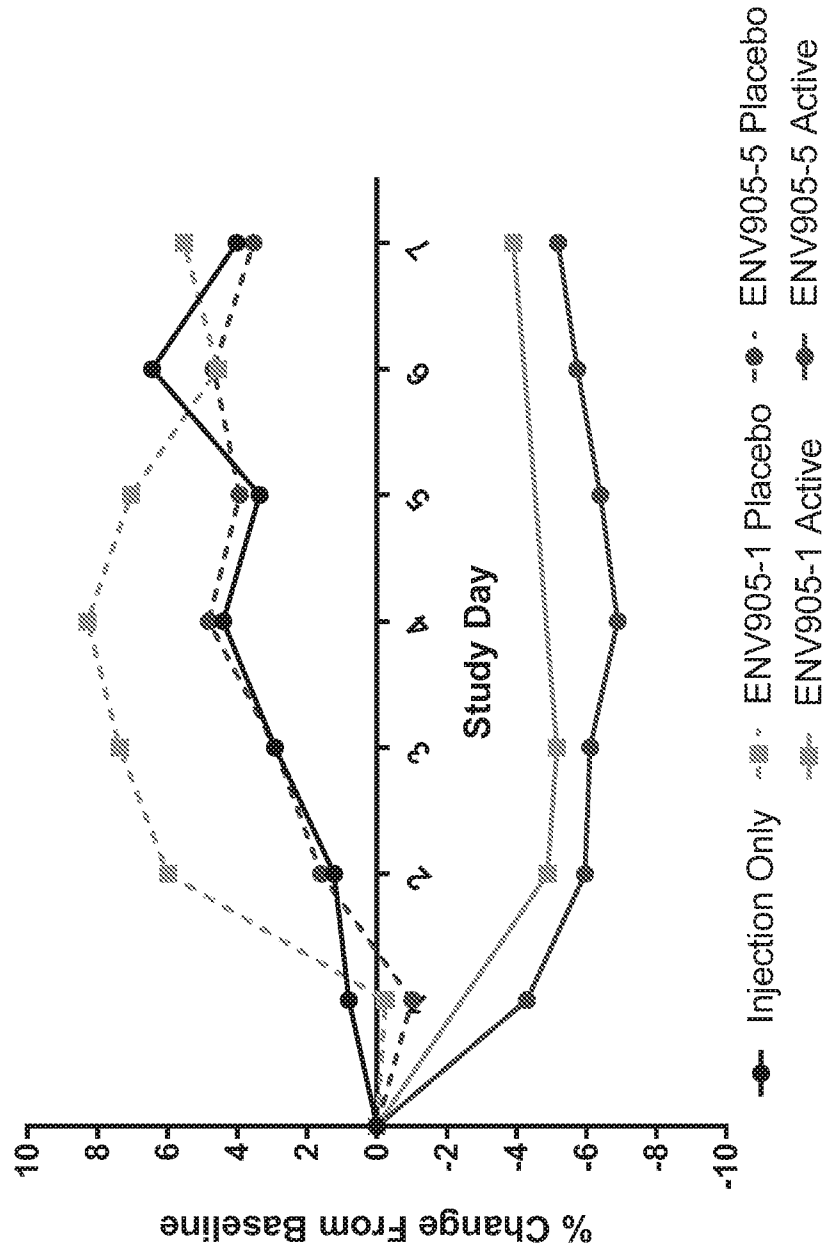 % Change From Baseline
10
8
6
4
2
0
-2
-4
-6
-8
-10
1 2 3 4 5 6 7
Study Day
Injection Only
ENV905-1 Placebo
ENV905-5 Placebo
ENV905-1 Active
ENV905-5 Active